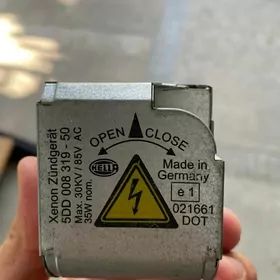 Xenon Zündgerät
5DD 008 319 - 50
Max. 30KV / 85V AC
35W nom.
OPEN CLOSE
HELLA
Made in
Germany
e 1
021661
DOT